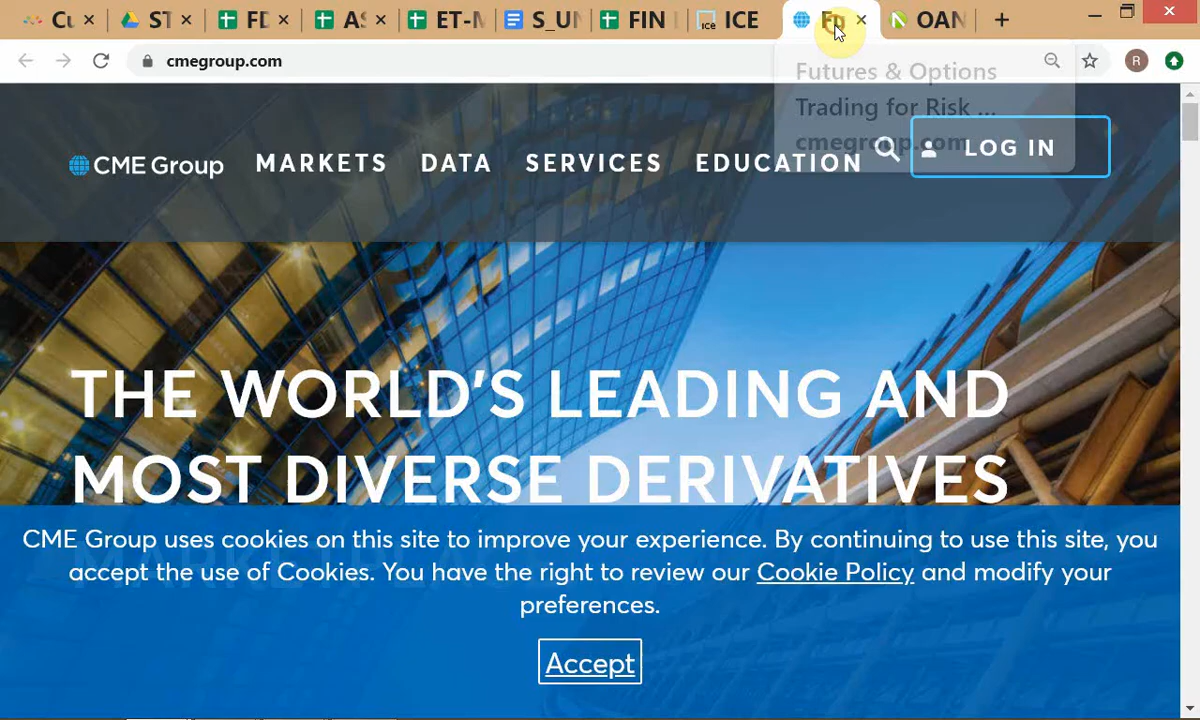 Cu
ST
FD
AS
ET-M
S_UN
FIN
ICE
Fu
OAN
cmegroup.com
R
Futures & Options
Trading for Risk ...
cmegroup.com
CME Group
MARKETS
DATA
SERVICES
EDUCATION
LOG IN
THE WORLD'S LEADING AND
MOST DIVERSE DERIVATIVES
CME Group uses cookies on this site to improve your experience. By continuing to use this site, you
accept the use of Cookies. You have the right to review our Cookie Policy and modify your
preferences.
Accept